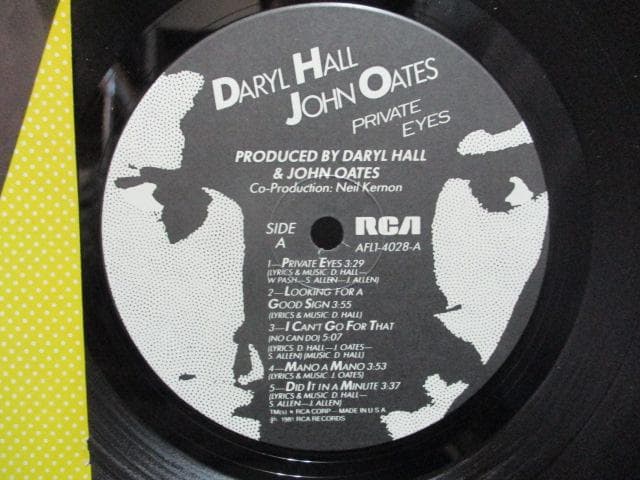 DARYL HALL
JOHN OATES
PRIVATE
EYES
PRODUCED BY DARYL HALL
& JOHN OATES
Co-Production: Neil Kernon
SIDE
A
RCA
AFL1-4028-A
1—PRIVATE EYES 3:29
(LYRICS & MUSIC: D. HALL—
W. PASH—S. ALLEN—J. ALLEN)
2—LOOKING FOR A
GOOD SIGN 3:55
(LYRICS & MUSIC: D. HALL)
3—I CAN'T GO FOR THAT
(NO CAN DO) 5:07
(LYRICS: D. HALL—J. OATES—
S. ALLEN) (MUSIC: D. HALL)
4—MANO A MANO 3:53
(LYRICS & MUSIC: J. OATES)
5—DID IT IN A MINUTE 3:37
(LYRICS & MUSIC: D. HALL—
S. ALLEN—J. ALLEN)
TM(s) ® RCA CORP—MADE IN U.S.A.
℗ 1981 RCA RECORDS